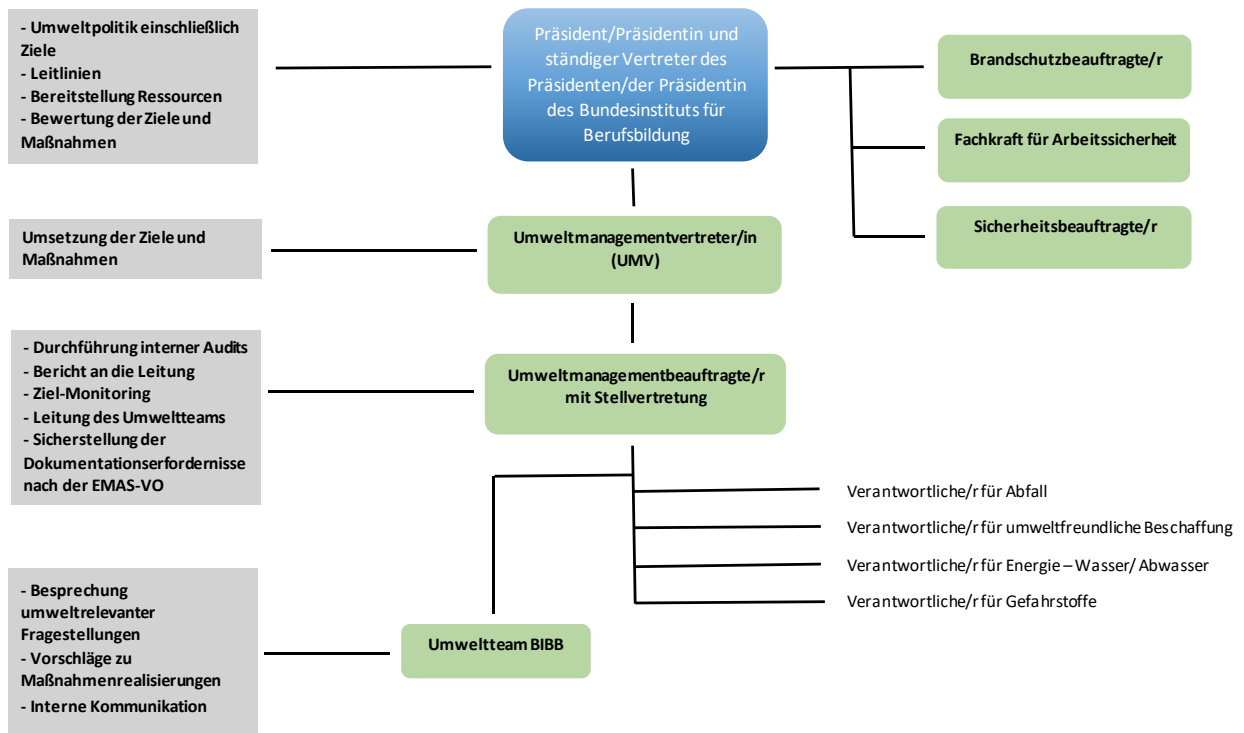 - Umweltpolitik einschließlich
Ziele
- Leitlinien
- Bereitstellung Ressourcen
- Bewertung der Ziele und
Maßnahmen
Präsident/Präsidentin und
ständiger Vertreter des
Präsidenten/der Präsidentin
des Bundesinstituts für
Berufsbildung
Brandschutzbeauftragte/r
Fachkraft für Arbeitssicherheit
Sicherheitsbeauftragte/r
Umsetzung der Ziele und
Maßnahmen
Umweltmanagementvertreter/in
(UMV)
- Durchführung interner Audits
- Bericht an die Leitung
- Ziel-Monitoring
- Leitung des Umweltteams
- Sicherstellung der
Dokumentationserfordernisse
nach der EMAS-VO
Umweltmanagementbeauftragte/r
mit Stellvertretung
Verantwortliche/r für Abfall
Verantwortliche/r für umweltfreundliche Beschaffung
Verantwortliche/r für Energie – Wasser/ Abwasser
Verantwortliche/r für Gefahrstoffe
- Besprechung
umweltrelevanter
Fragestellungen
- Vorschläge zu
Maßnahmenrealisierungen
- Interne Kommunikation
Umweltteam BIBB